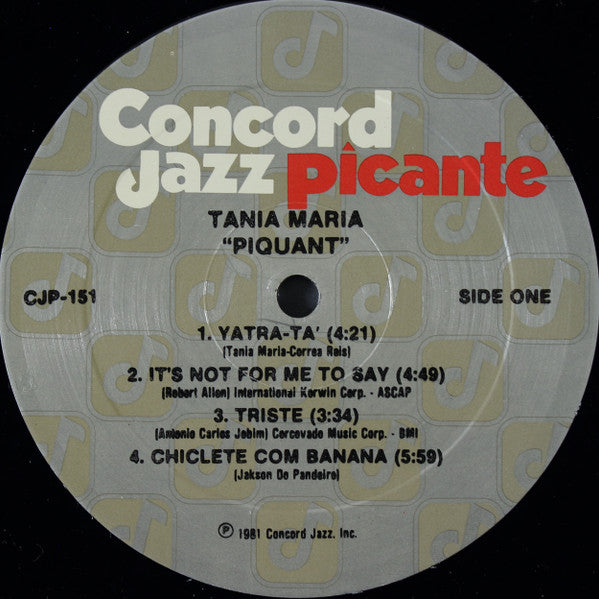 Concord
Jazz picante
TANIA MARIA
"PIQUANT"
CJP-151
SIDE ONE
1. YATRA-TA' (4:21)
(Tania Maria-Correa Reis)
2. IT'S NOT FOR ME TO SAY (4:49)
(Robert Allen) International Korwin Corp. - ASCAP
3. TRISTE (3:34)
(Antonio Carlos Jobim) Corcovado Music Corp. - BMI
4. CHICLETE COM BANANA (5:59)
(Jakson Do Pandeiro)
℗ 1981 Concord Jazz, Inc.